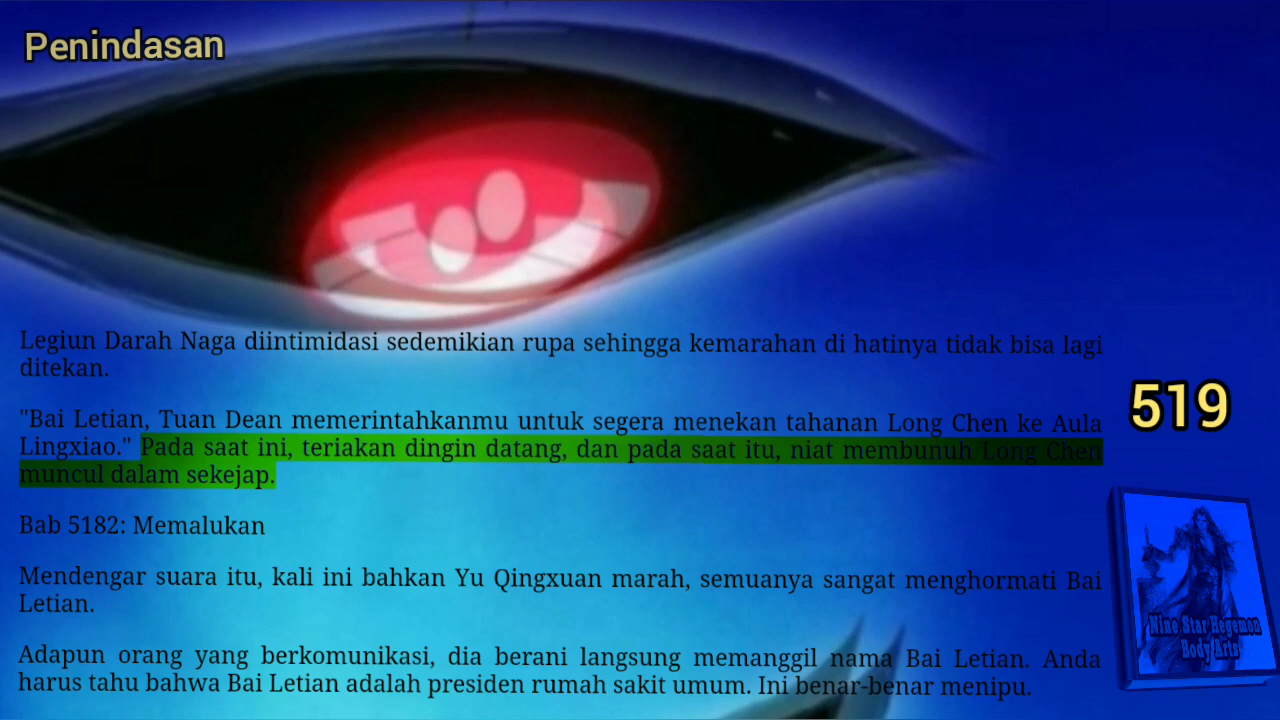 Penindasan
Legiun Darah Naga diintimidasi sedemikian rupa sehingga kemarahan di hatinya tidak bisa lagi
ditekan.
"Bai Letian, Tuan Dean memerintahkanmu untuk segera menekan tahanan Long Chen ke Aula
Lingxiao." Pada saat ini, teriakan dingin datang, dan pada saat itu, niat membunuh Long Chen
muncul dalam sekejap.
Bab 5182: Memalukan
Mendengar suara itu, kali ini bahkan Yu Qingxuan marah, semuanya sangat menghormati Bai
Letian.
Adapun orang yang berkomunikasi, dia berani langsung memanggil nama Bai Letian. Anda
harus tahu bahwa Bai Letian adalah presiden rumah sakit umum. Ini benar-benar menipu.
519
Nine Star Hegemon
Body Arts